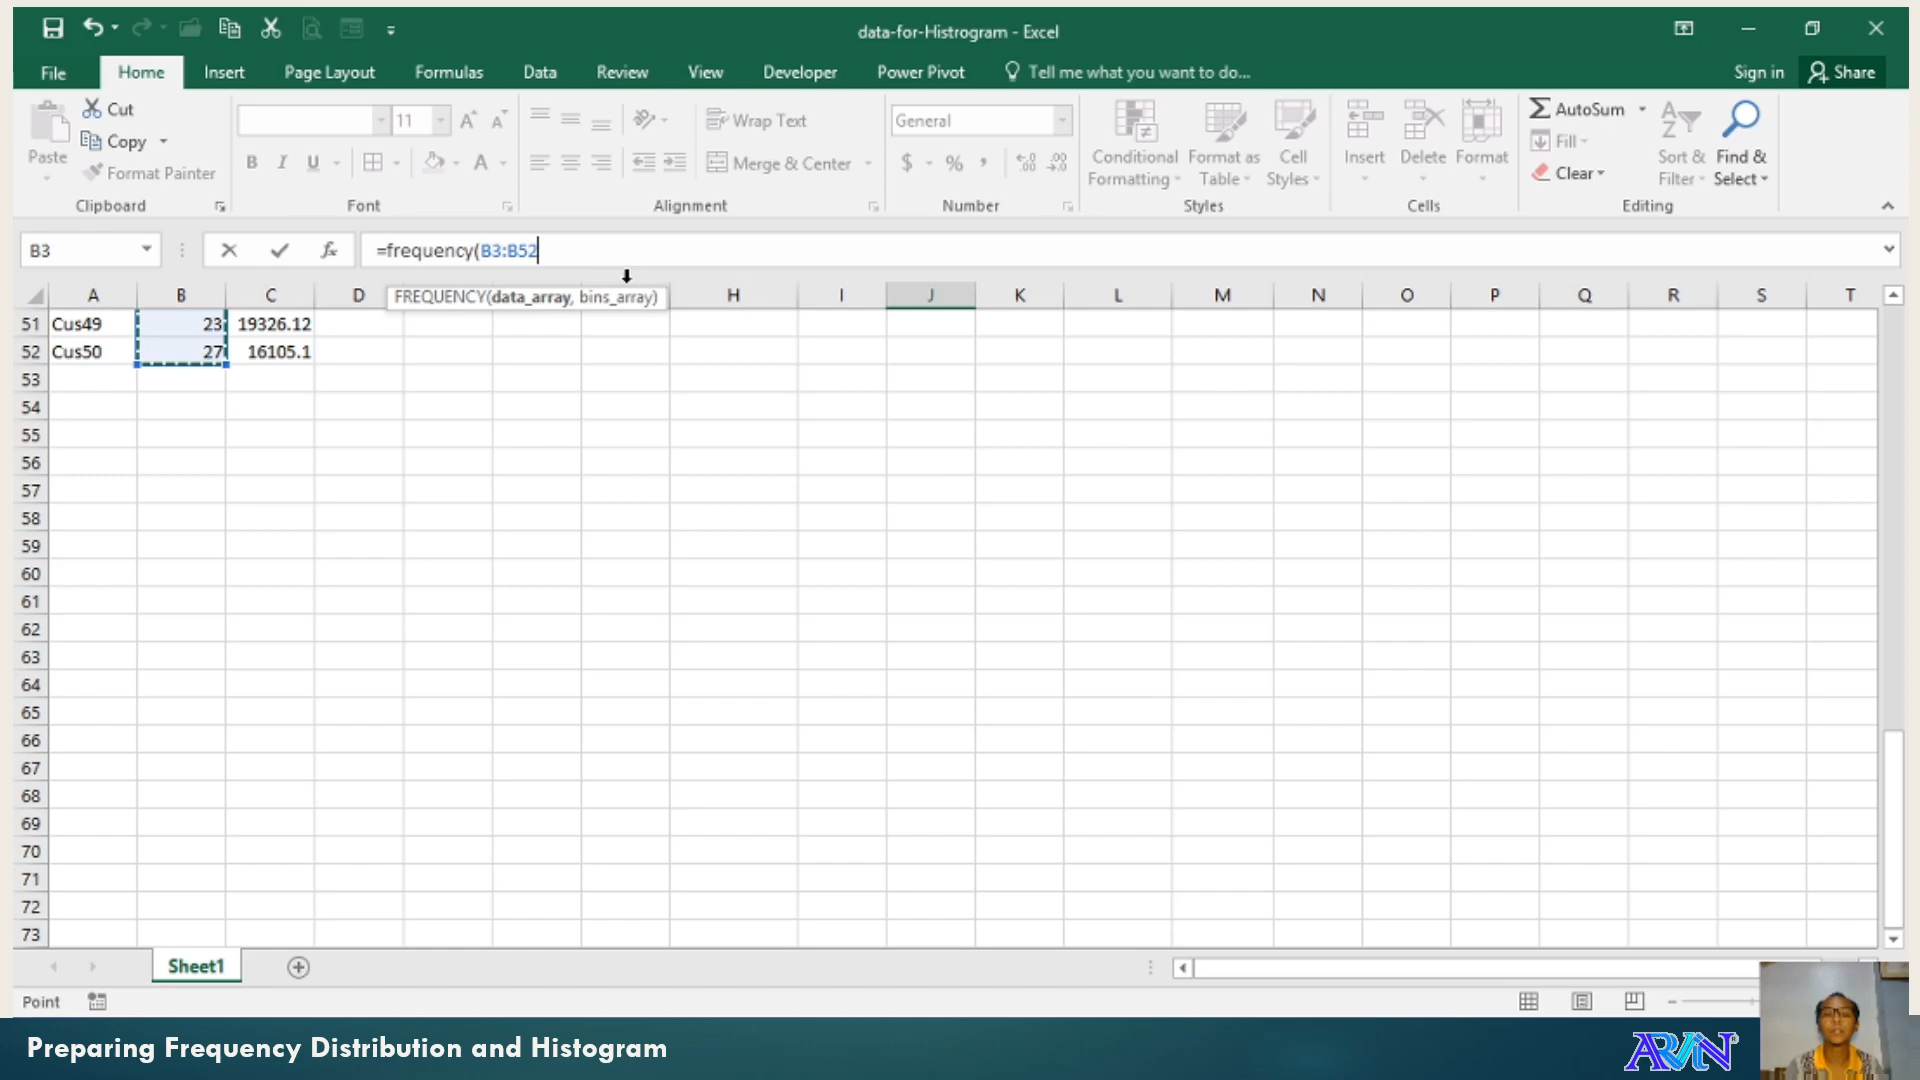 data-for-Histrogram - Excel
File Home Insert Page Layout Formulas Data Review View Developer Power Pivot Tell me what you want to do... Sign in Share
Cut
Copy
Format Painter
Paste
Clipboard
11
B I U
Font
Wrap Text
Merge & Center
Alignment
General
$ % ,
Number
Conditional Formatting
Format as Table
Cell Styles
Styles
Insert Delete Format
Cells
AutoSum
Fill
Clear
Sort & Filter
Find & Select
Editing
B3 fx =frequency(B3:B52
FREQUENCY(data_array, bins_array)
A B C D H I J K L M N O P Q R S T
51 Cus49 23 19326.12
52 Cus50 27 16105.1
53
54
55
56
57
58
59
60
61
62
63
64
65
66
67
68
69
70
71
72
73
Sheet1
Point
Preparing Frequency Distribution and Histogram
ARVIN